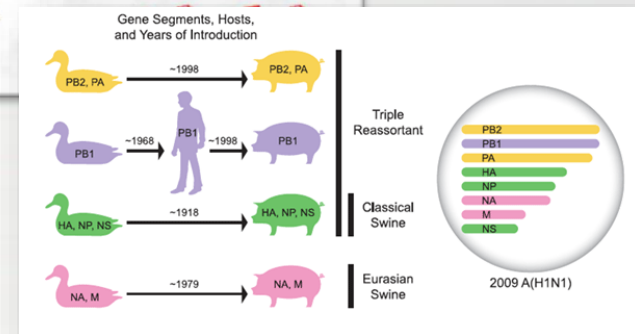 Gene Segments, Hosts,
and Years of Introduction
PB2, PA
~1998
PB2, PA
PB1
~1968
PB1
~1998
PB1
HA, NP, NS
~1918
HA, NP, NS
NA, M
~1979
NA, M
Triple
Reassortant
Classical
Swine
Eurasian
Swine
PB2
PB1
PA
HA
NP
NA
M
NS
2009 A(H1N1)